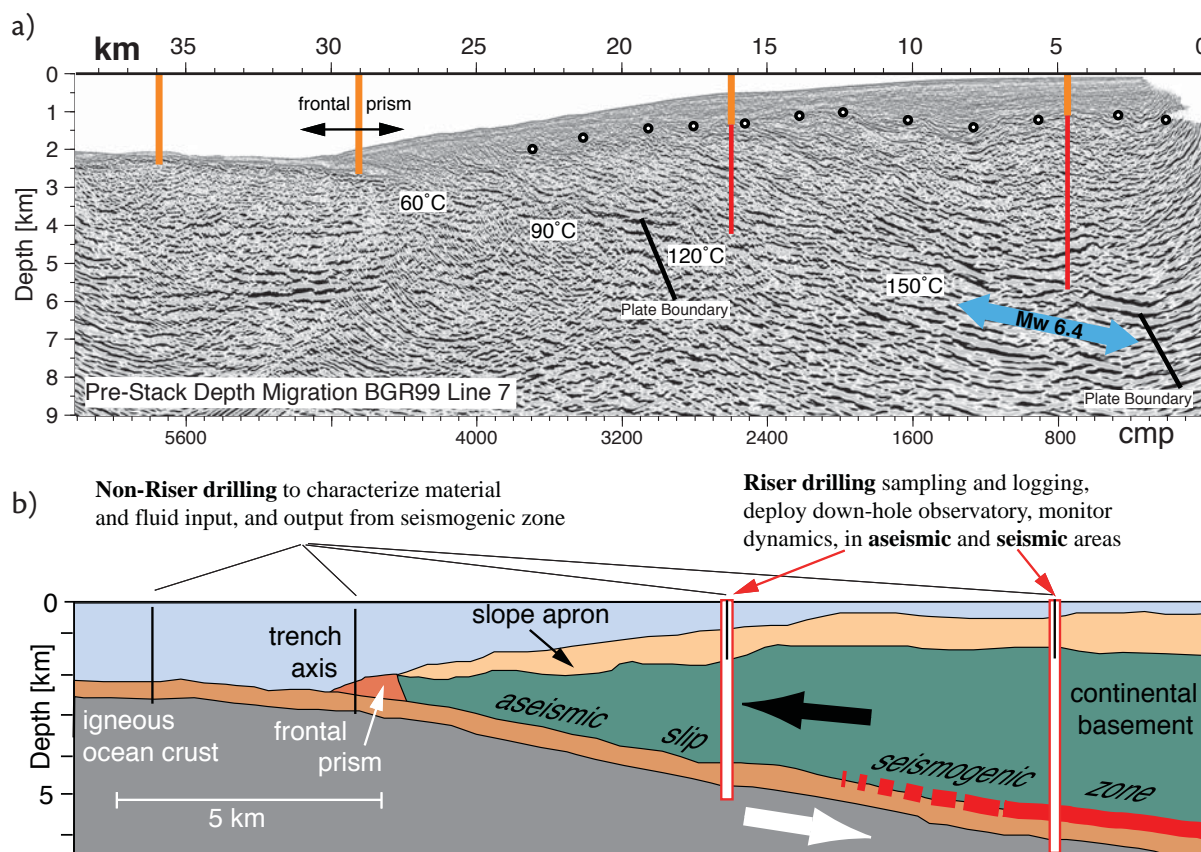 a)
km 35 30 25 20 15 10 5 0
0
1
2
3
4
5
6
7
8
9
Depth [km]
frontal prism
60˚C
90˚C
120˚C
150˚C
Plate Boundary
Mw 6.4
Plate Boundary
Pre-Stack Depth Migration BGR99 Line 7
5600 4000 3200 2400 1600 800 cmp
b)
Non-Riser drilling to characterize material
and fluid input, and output from seismogenic zone
Riser drilling sampling and logging,
deploy down-hole observatory, monitor
dynamics, in aseismic and seismic areas
0
5
Depth [km]
trench
axis
slope apron
igneous
ocean crust
frontal
prism
aseismic
slip
seismogenic
zone
continental
basement
5 km